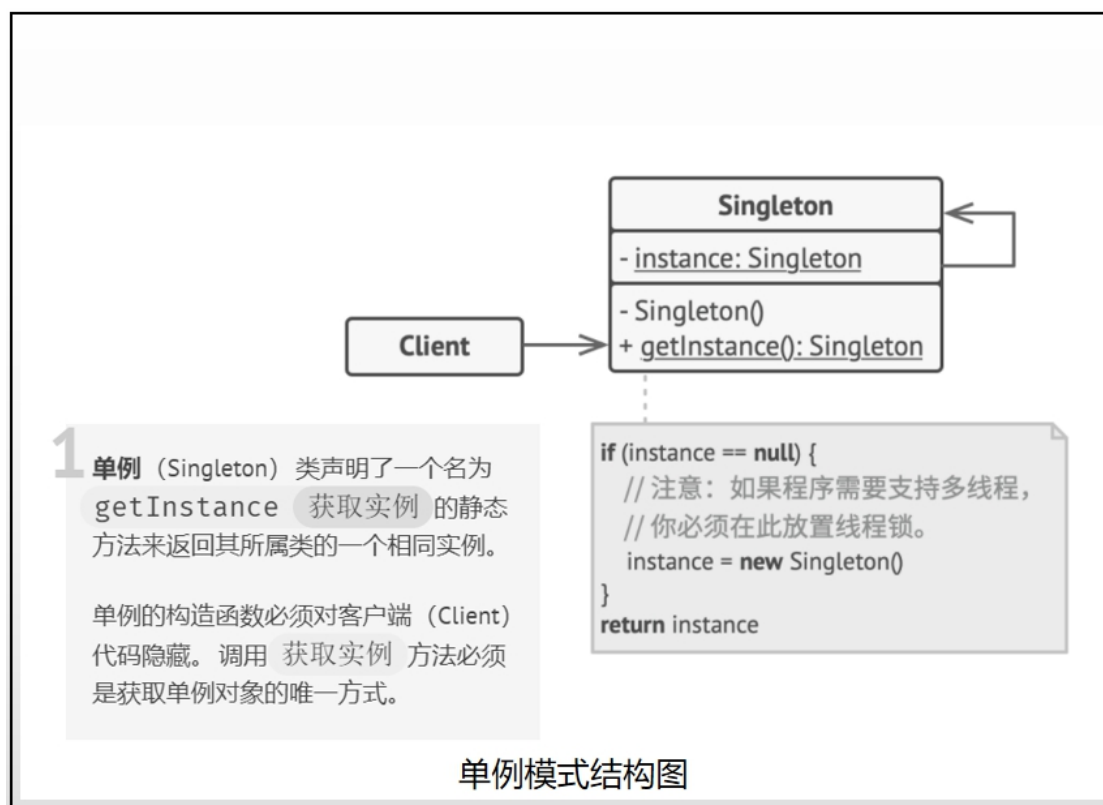 Singleton
- instance: Singleton
- Singleton()
+ getInstance(): Singleton
Client
1
单例（Singleton）类声明了一个名为
getInstance 获取实例 的静态
方法来返回其所属类的一个相同实例。
单例的构造函数必须对客户端（Client）
代码隐藏。调用 获取实例 方法必须
是获取单例对象的唯一方式。
if (instance == null) {
// 注意：如果程序需要支持多线程，
// 你必须在此放置线程锁。
instance = new Singleton()
}
return instance
单例模式结构图